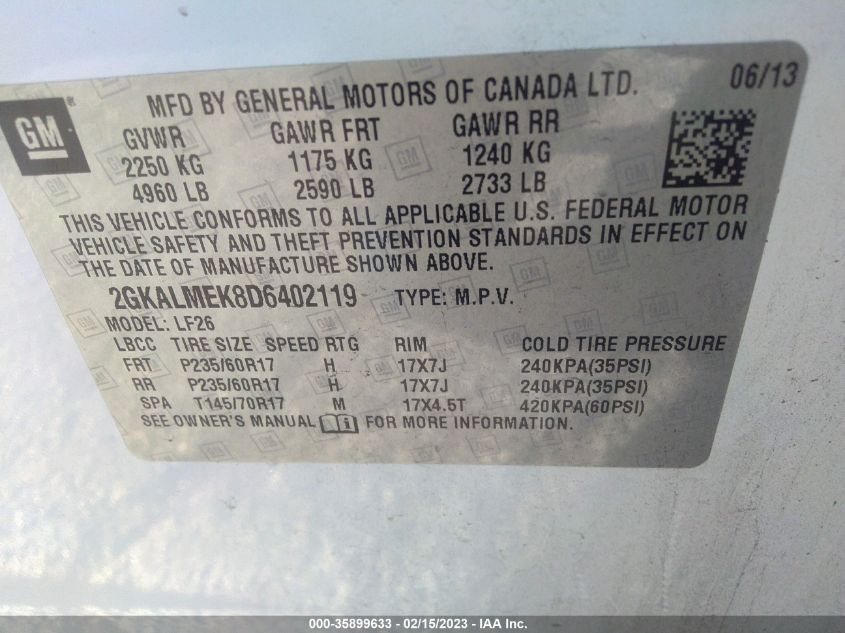 GM
MFD BY GENERAL MOTORS OF CANADA LTD. 06/13
GVWR GAWR FRT GAWR RR
2250 KG 1175 KG 1240 KG
4960 LB 2590 LB 2733 LB
THIS VEHICLE CONFORMS TO ALL APPLICABLE U.S. FEDERAL MOTOR
VEHICLE SAFETY AND THEFT PREVENTION STANDARDS IN EFFECT ON
THE DATE OF MANUFACTURE SHOWN ABOVE.
2GKALMEK8D6402119 TYPE: M.P.V.
MODEL: LF26
LBCC TIRE SIZE SPEED RTG RIM COLD TIRE PRESSURE
FRT P235/60R17 H 17X7J 240KPA(35PSI)
RR P235/60R17 H 17X7J 240KPA(35PSI)
SPA T145/70R17 M 17X4.5T 420KPA(60PSI)
SEE OWNER'S MANUAL FOR MORE INFORMATION.
000-35899633 - 02/15/2023 - IAA Inc.